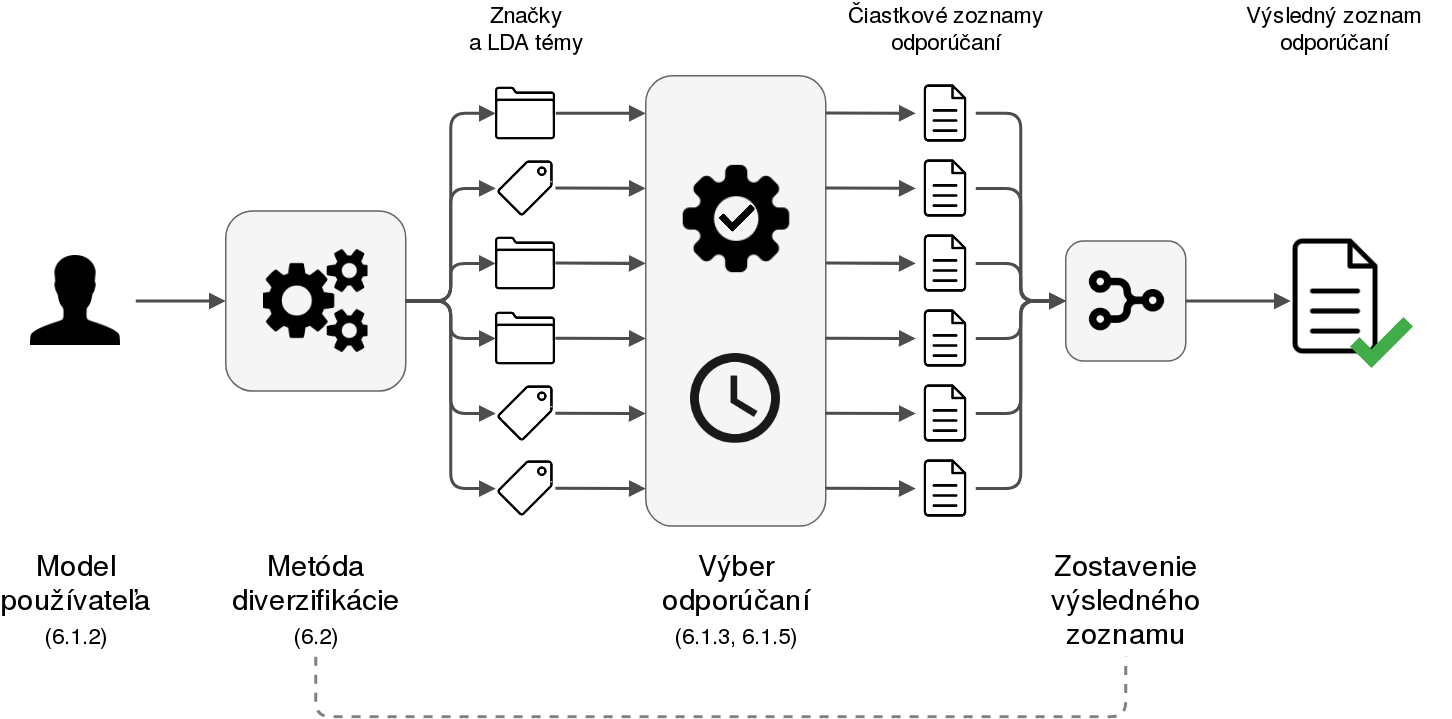 Značky
a LDA témy
Čiastkové zoznamy
odporúčaní
Výsledný zoznam
odporúčaní
Model
používateľa
(6.1.2)
Metóda
diverzifikácie
(6.2)
Výber
odporúčaní
(6.1.3, 6.1.5)
Zostavenie
výsledného
zoznamu